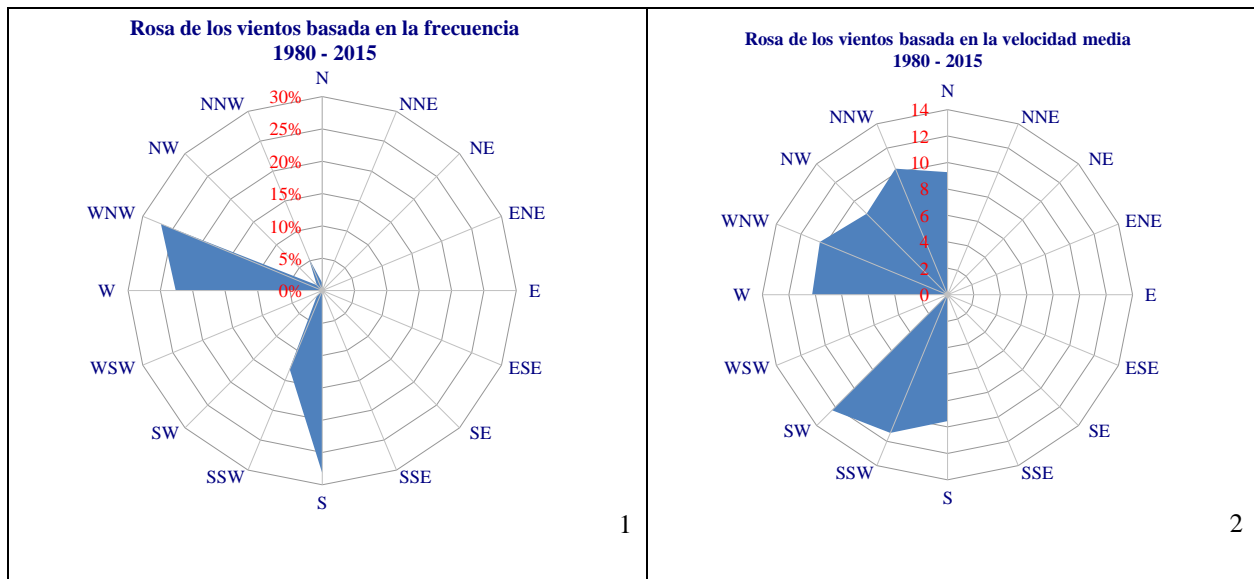 Rosa de los vientos basada en la frecuencia
1980 - 2015
N
NNE
NE
ENE
E
ESE
SE
SSE
S
SSW
SW
WSW
W
WNW
NW
NNW
30%
25%
20%
15%
10%
5%
0%
1
Rosa de los vientos basada en la velocidad media
1980 - 2015
N
NNE
NE
ENE
E
ESE
SE
SSE
S
SSW
SW
WSW
W
WNW
NW
NNW
14
12
10
8
6
4
2
0
2